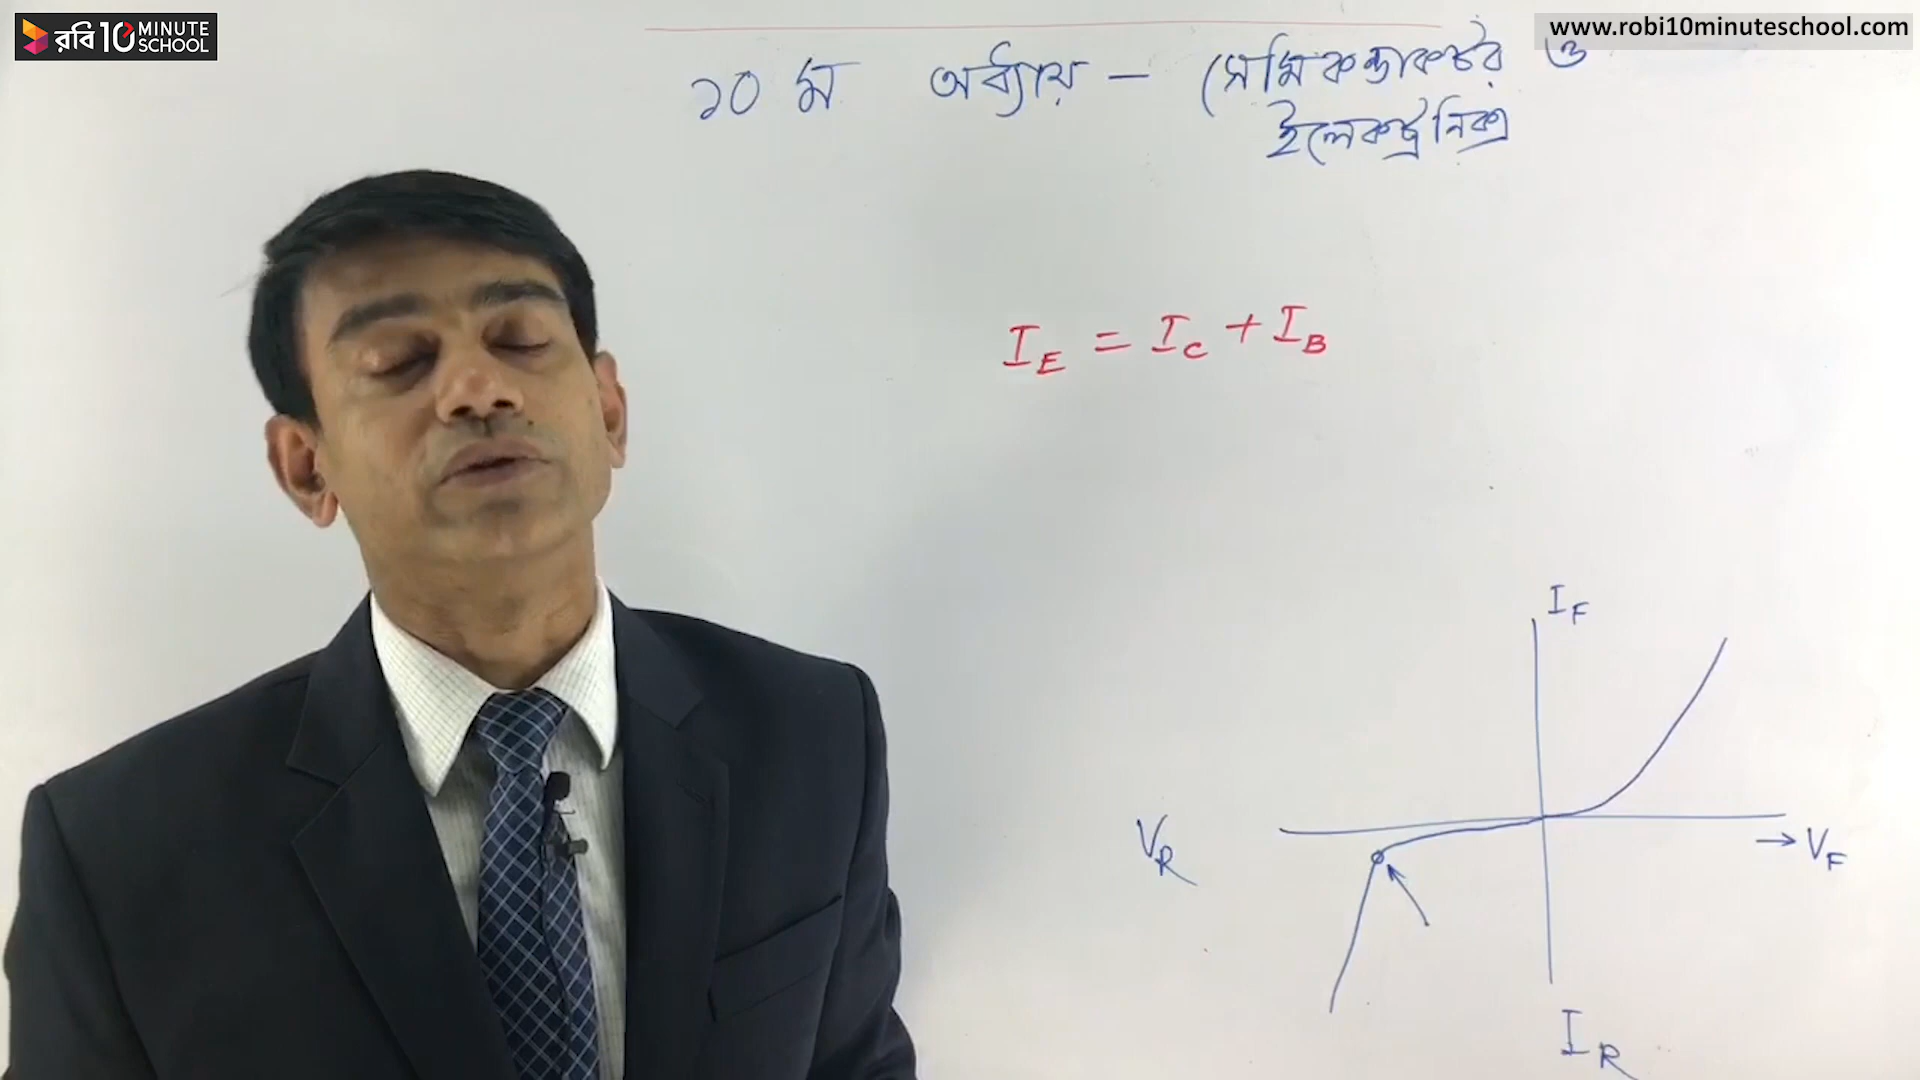 রবি 10 MINUTE SCHOOL
www.robi10minuteschool.com
১০ ম অধ্যায় – সেমিকন্ডাকটর ও
ইলেকট্রনিক্স
I_E = I_C + I_B
I_F
V_R
→ V_F
I_R